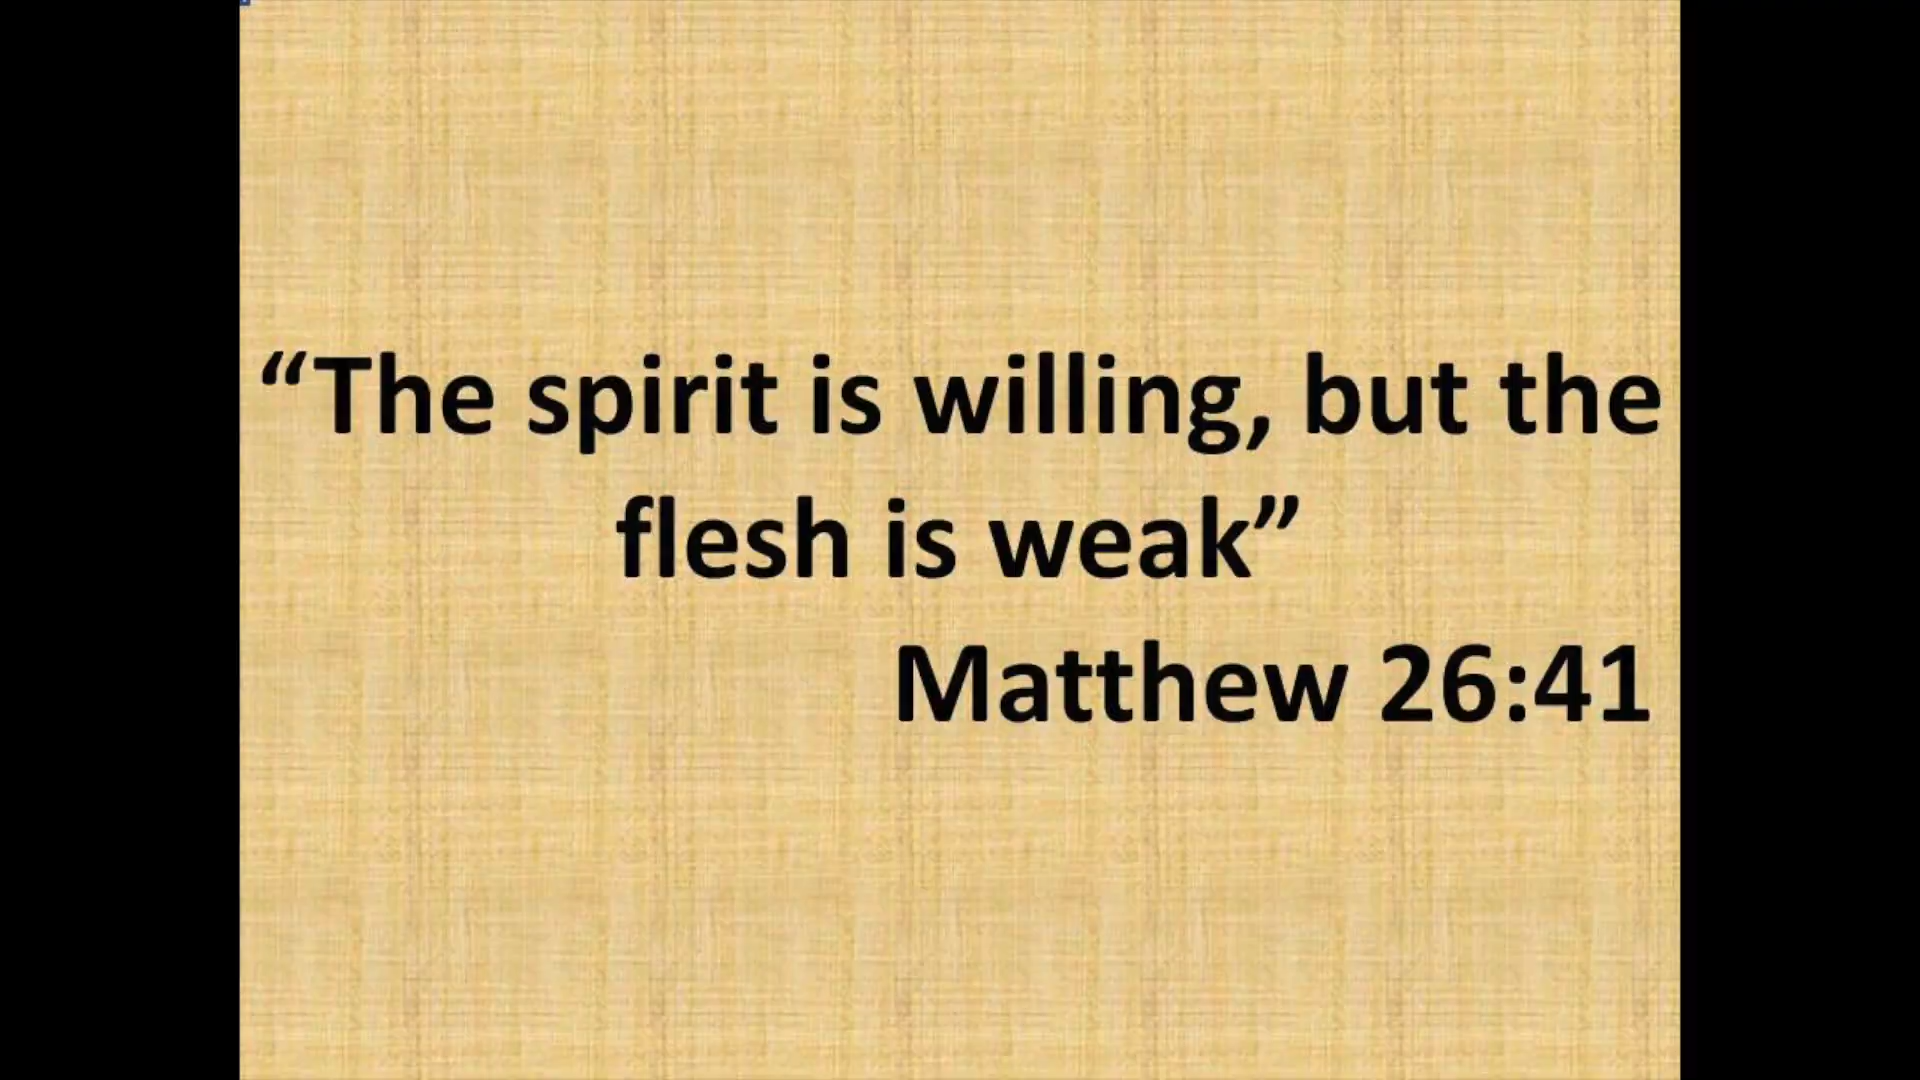 “The spirit is willing, but the
flesh is weak”
Matthew 26:41